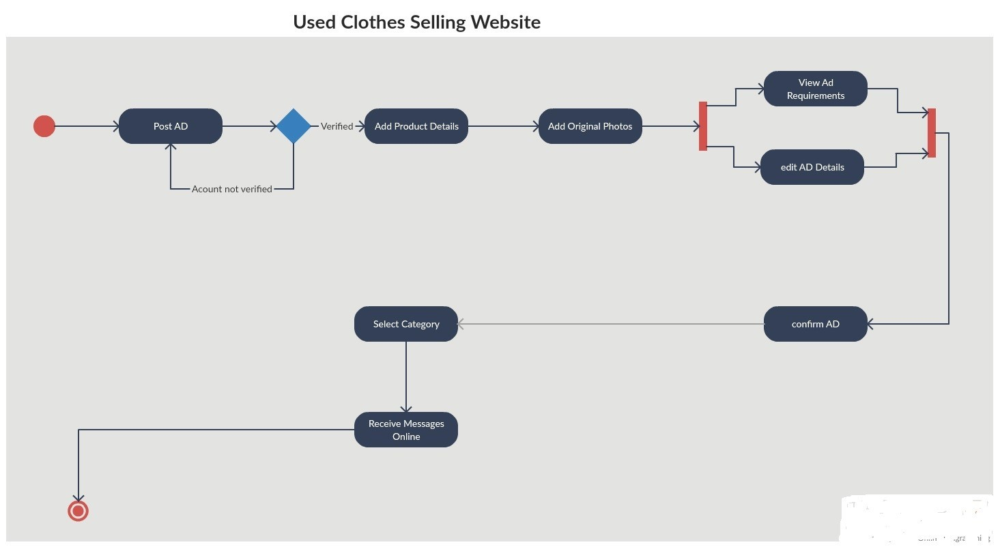 Used Clothes Selling Website
View Ad
Requirements
Post AD
Verified
Add Product Details
Add Original Photos
edit AD Details
Acount not verified
Select Category
confirm AD
Receive Messages
Online